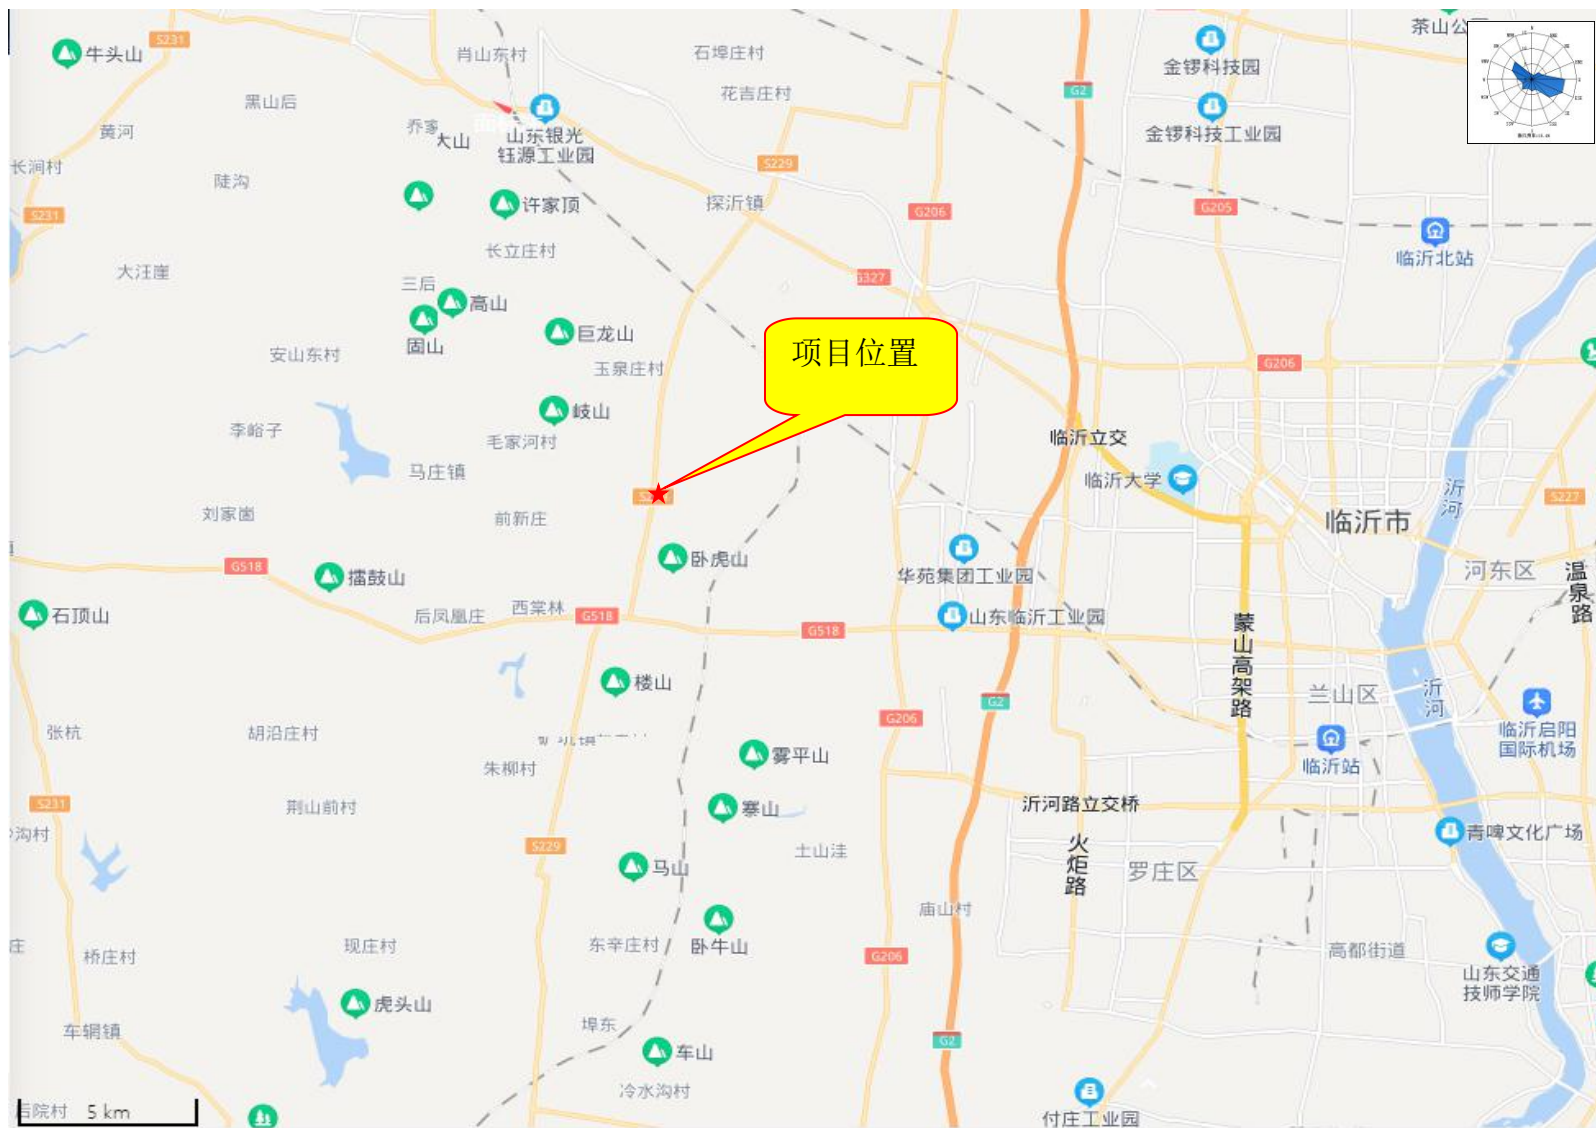 茶山公
S231
牛头山
肖山东村
石埠庄村
金锣科技园
G2
花吉庄村
黑山后
乔家
大山
山东银光
钰源工业园
金锣科技工业园
黄河
长涧村
陡沟
S229
S231
许家顶
探沂镇
G206
G205
长立庄村
临沂北站
大汪崖
三后
高山
G327
固山
巨龙山
安山东村
玉泉庄村
项目位置
G206
岐山
李峪子
毛家河村
临沂立交
马庄镇
临沂大学
沂河
S227
刘家崮
前新庄
临沂市
卧虎山
G518
擂鼓山
华苑集团工业园
河东区
温泉路
石顶山
后凤凰庄
西棠林
G518
G518
山东临沂工业园
蒙山高架路
楼山
G2
兰山区
沂河
G206
张杭
胡沿庄村
临沂启阳
国际机场
朱柳村
雾平山
临沂站
S231
荆山前村
寨山
沂河路立交桥
沟村
青啤文化广场
S229
土山洼
马山
火炬路
罗庄区
庙山村
庄
桥庄村
现庄村
东辛庄村
卧牛山
G206
高都街道
山东交通
技师学院
虎头山
车辋镇
埠东
车山
G2
冷水沟村
后院村
5 km
付庄工业园